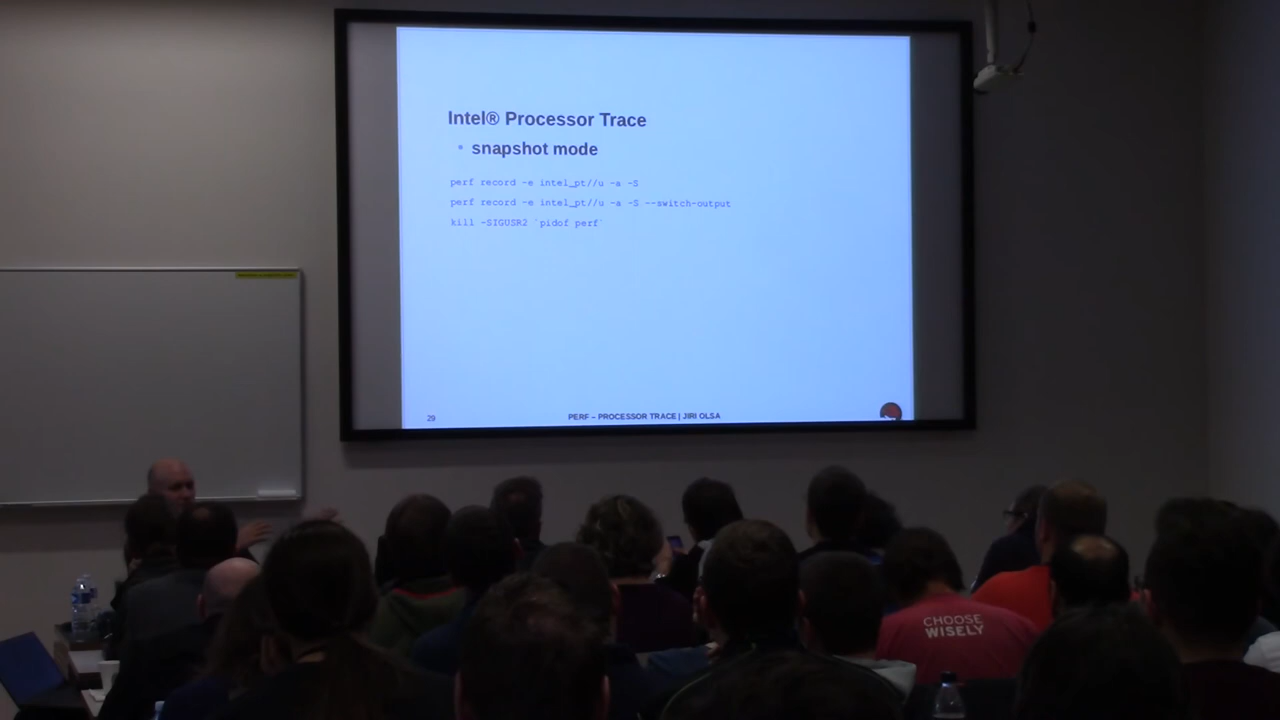 Intel® Processor Trace
• snapshot mode
perf record -e intel_pt//u -a -S
perf record -e intel_pt//u -a -S --switch-output
kill -SIGUSR2 `pidof perf`
29
PERF – PROCESSOR TRACE | JIRI OLSA
CHOOSE
WISELY